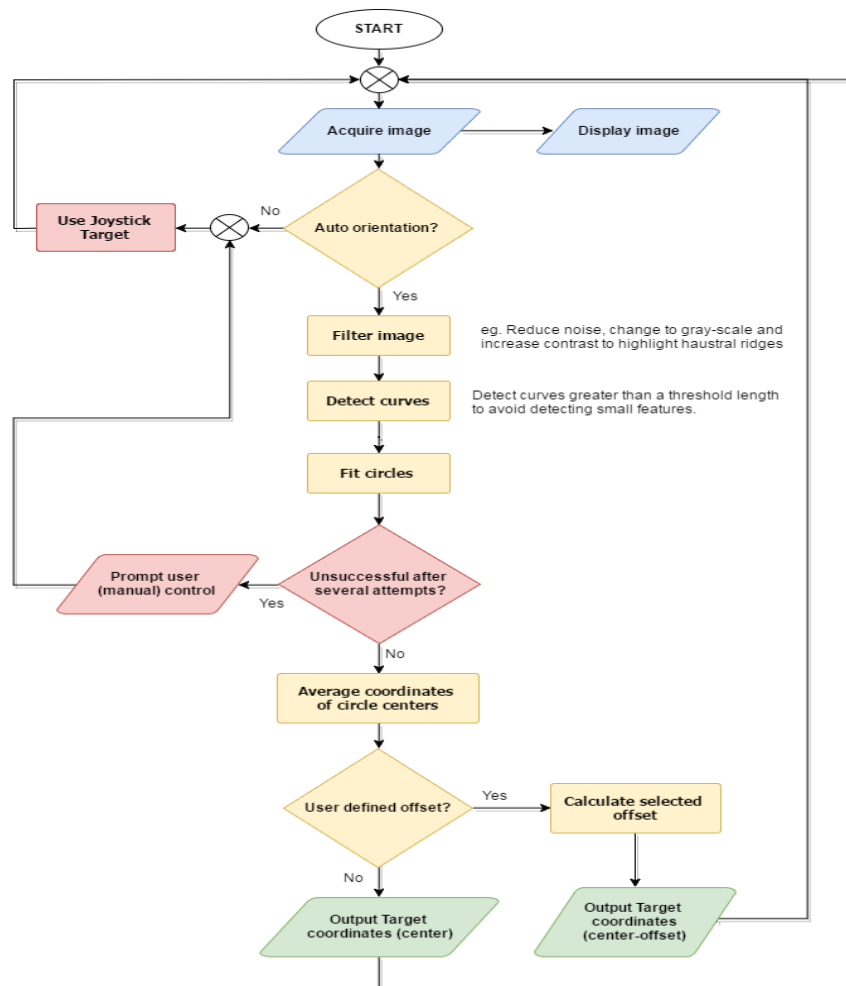 START
Acquire image
Display image
Auto orientation?
No
Use Joystick
Target
Yes
Filter image
eg. Reduce noise, change to gray-scale and
increase contrast to highlight haustral ridges
Detect curves
Detect curves greater than a threshold length
to avoid detecting small features.
Fit circles
Unsuccessful after
several attempts?
Yes
Prompt user
(manual) control
No
Average coordinates
of circle centers
User defined offset?
Yes
Calculate selected
offset
No
Output Target
coordinates (center)
Output Target
coordinates
(center-offset)